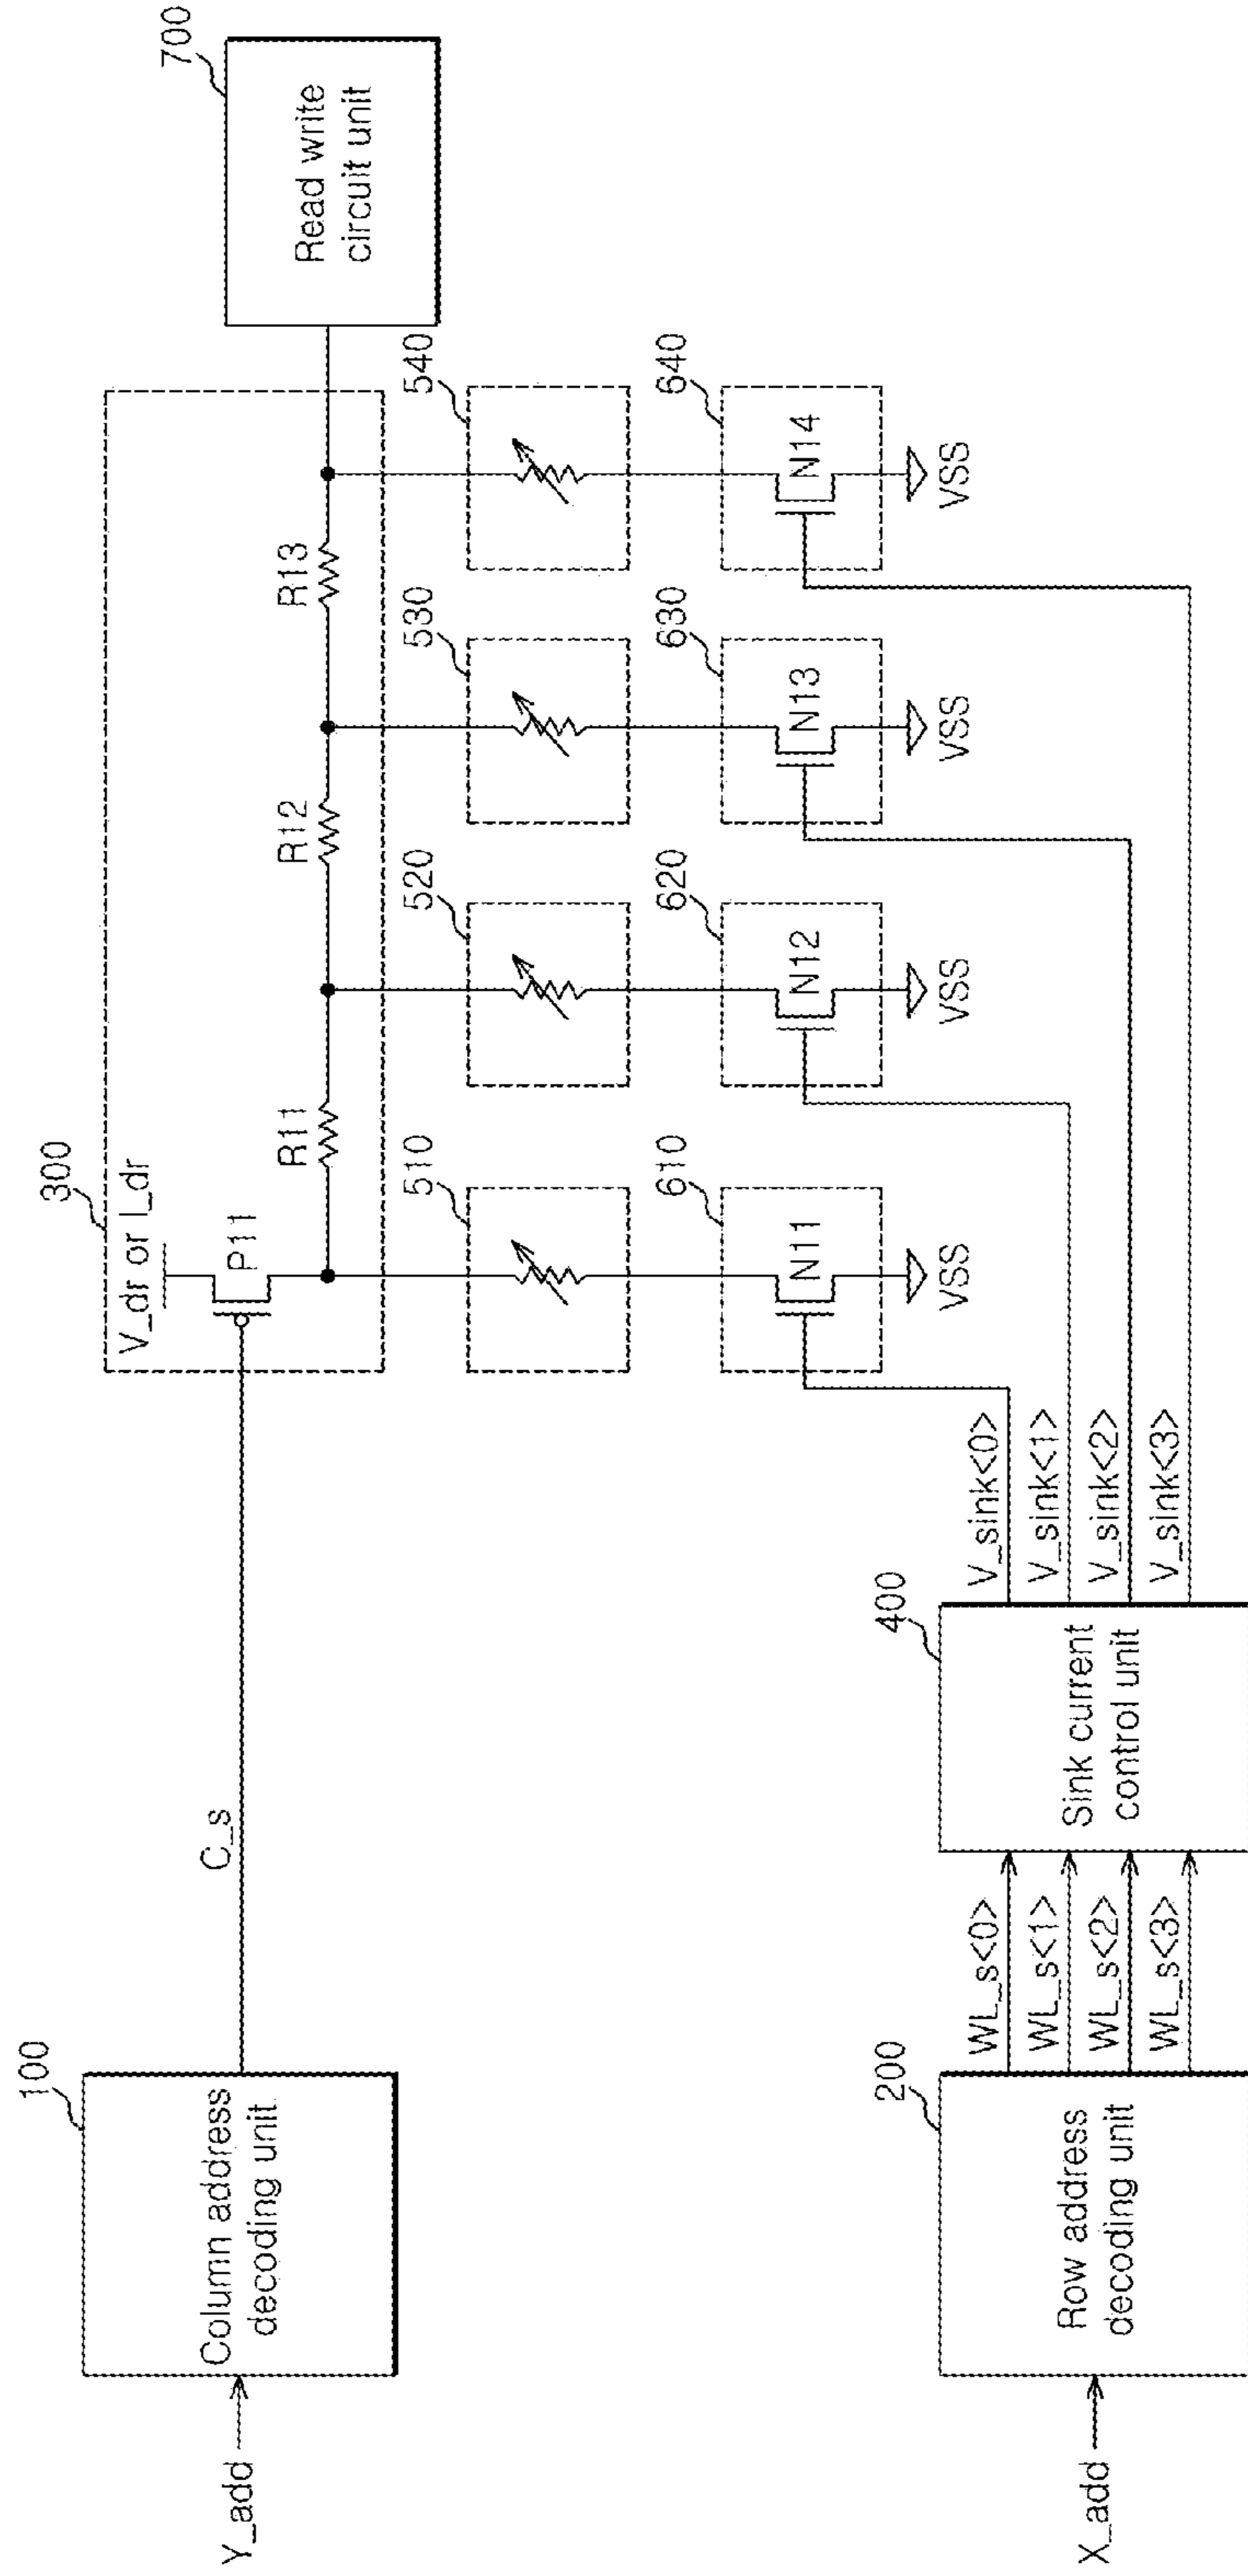 300
V_dr or I_dr
700
100
P11
R11
R12
R13
Read write
circuit unit
Y_add
Column address
decoding unit
C_s
510
520
530
540
610
620
630
640
N11
N12
N13
N14
VSS
VSS
VSS
VSS
200
400
X_add
Row address
decoding unit
WL_s<0>
WL_s<1>
WL_s<2>
WL_s<3>
Sink current
control unit
V_sink<0>
V_sink<1>
V_sink<2>
V_sink<3>